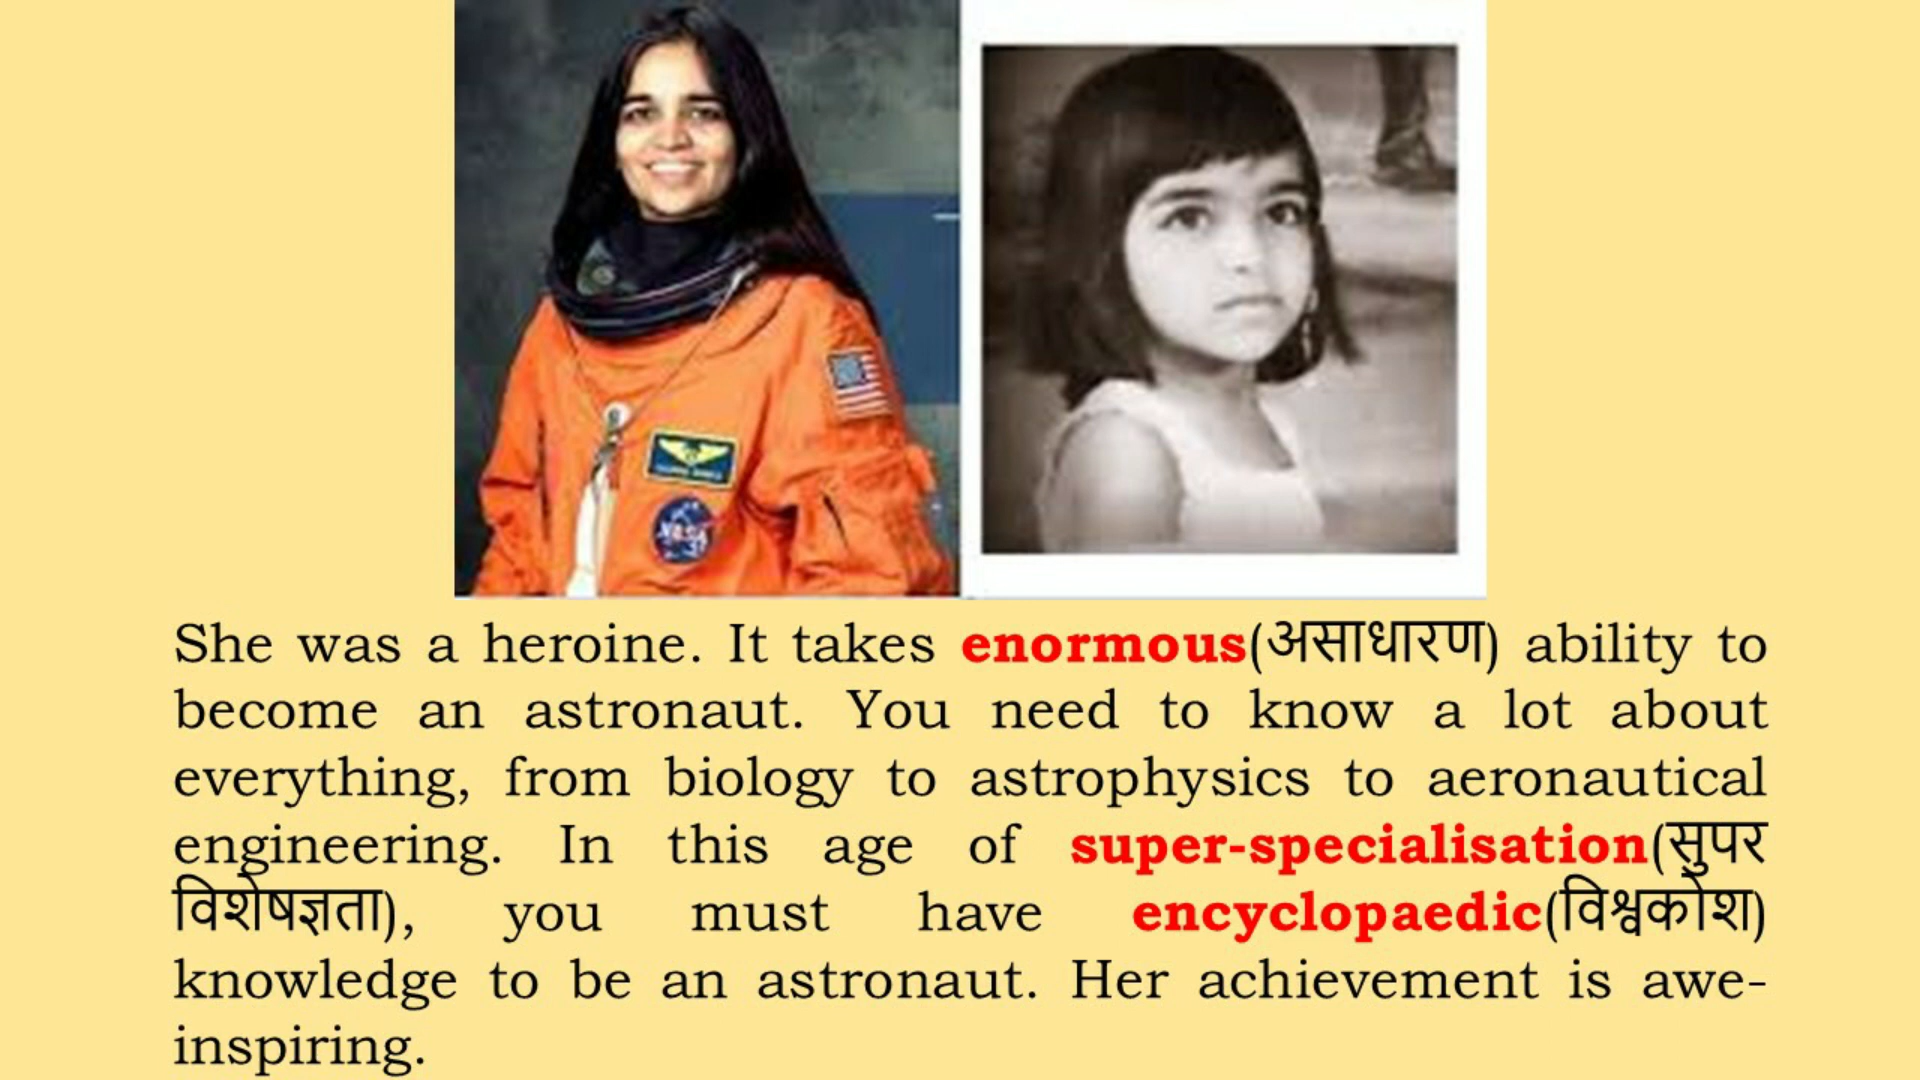 NASA
She was a heroine. It takes enormous(असाधारण) ability to
become an astronaut. You need to know a lot about
everything, from biology to astrophysics to aeronautical
engineering. In this age of super-specialisation(सुपर
विशेषज्ञता), you must have encyclopaedic(विश्वकोश)
knowledge to be an astronaut. Her achievement is awe-
inspiring.